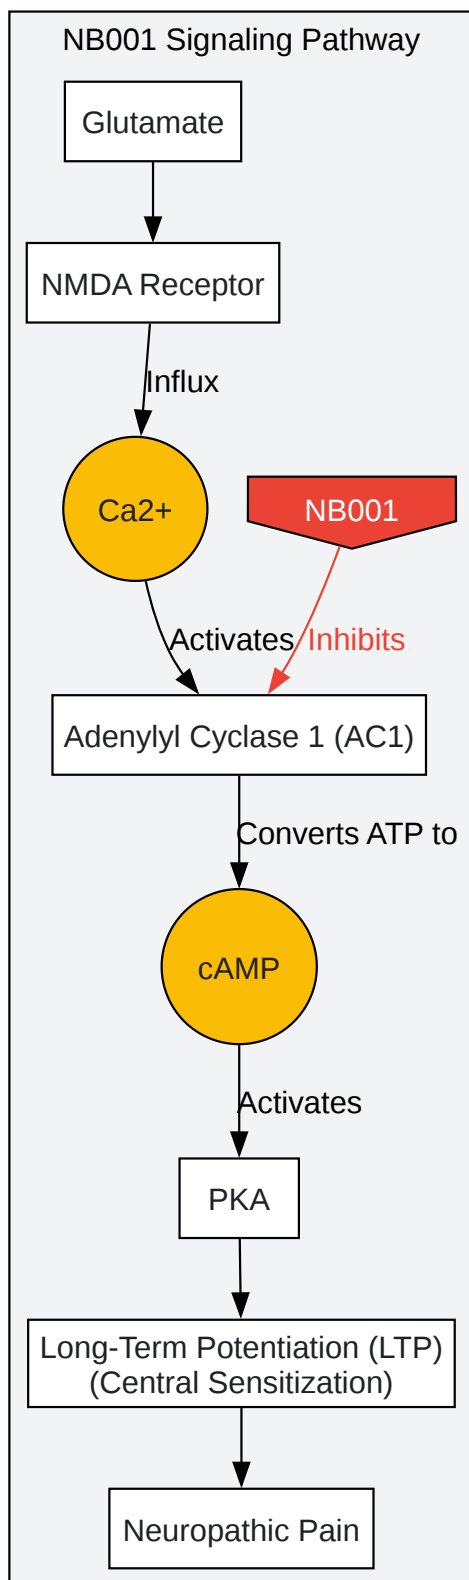 NB001 Signaling Pathway
Glutamate
NMDA Receptor
Influx
Ca2+
NB001
Activates
Inhibits
Adenylyl Cyclase 1 (AC1)
Converts ATP to
cAMP
Activates
PKA
Long-Term Potentiation (LTP)
(Central Sensitization)
Neuropathic Pain